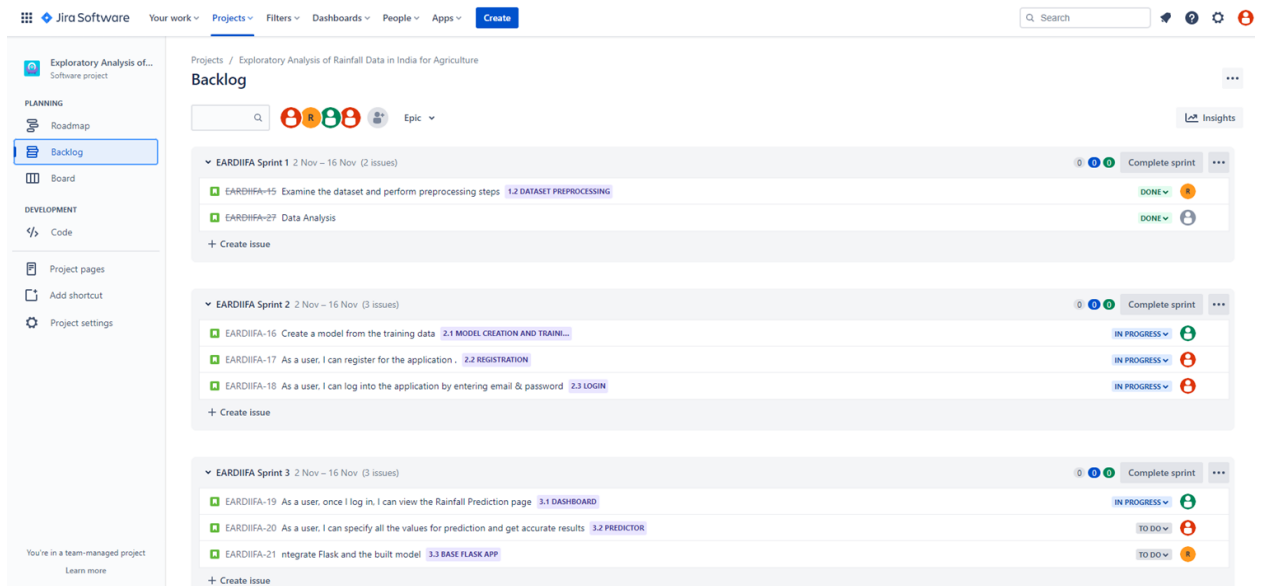 Jira Software Your work Projects Filters Dashboards People Apps Create Search
Exploratory Analysis of...
Software project
PLANNING
Roadmap
Backlog
Board
DEVELOPMENT
Code
Project pages
Add shortcut
Project settings
You're in a team-managed project
Learn more
Projects / Exploratory Analysis of Rainfall Data in India for Agriculture
Backlog
R Epic Insights
EARDIIFA Sprint 1 2 Nov – 16 Nov (2 issues) 0 0 0 Complete sprint
EARDIIFA-15 Examine the dataset and perform preprocessing steps 1.2 DATASET PREPROCESSING DONE R
EARDIIFA-27 Data Analysis DONE
+ Create issue
EARDIIFA Sprint 2 2 Nov – 16 Nov (3 issues) 0 0 0 Complete sprint
EARDIIFA-16 Create a model from the training data 2.1 MODEL CREATION AND TRAINI... IN PROGRESS
EARDIIFA-17 As a user, I can register for the application . 2.2 REGISTRATION IN PROGRESS
EARDIIFA-18 As a user, I can log into the application by entering email & password 2.3 LOGIN IN PROGRESS
+ Create issue
EARDIIFA Sprint 3 2 Nov – 16 Nov (3 issues) 0 0 0 Complete sprint
EARDIIFA-19 As a user, once I log in, I can view the Rainfall Prediction page 3.1 DASHBOARD IN PROGRESS
EARDIIFA-20 As a user, I can specify all the values for prediction and get accurate results 3.2 PREDICTOR TO DO
EARDIIFA-21 ntegrate Flask and the built model 3.3 BASE FLASK APP TO DO R
+ Create issue